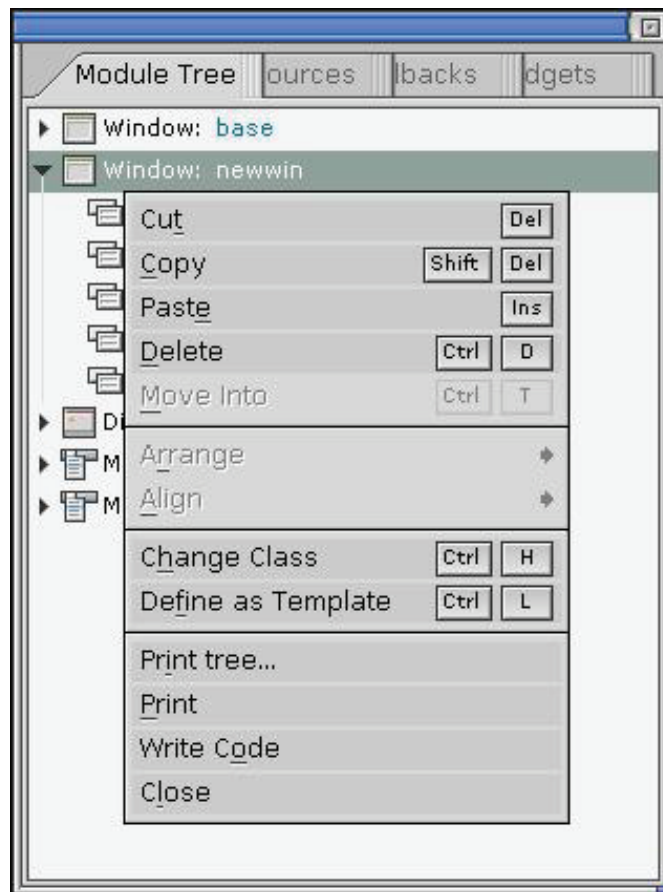 Module Tree ources lbacks dgets
Window: base
Window: newwin
Cut Del
Copy Shift Del
Paste Ins
Delete Ctrl D
Move Into Ctrl T
Di
Arrange
M
Align
M
Change Class Ctrl H
Define as Template Ctrl L
Print tree...
Print
Write Code
Close